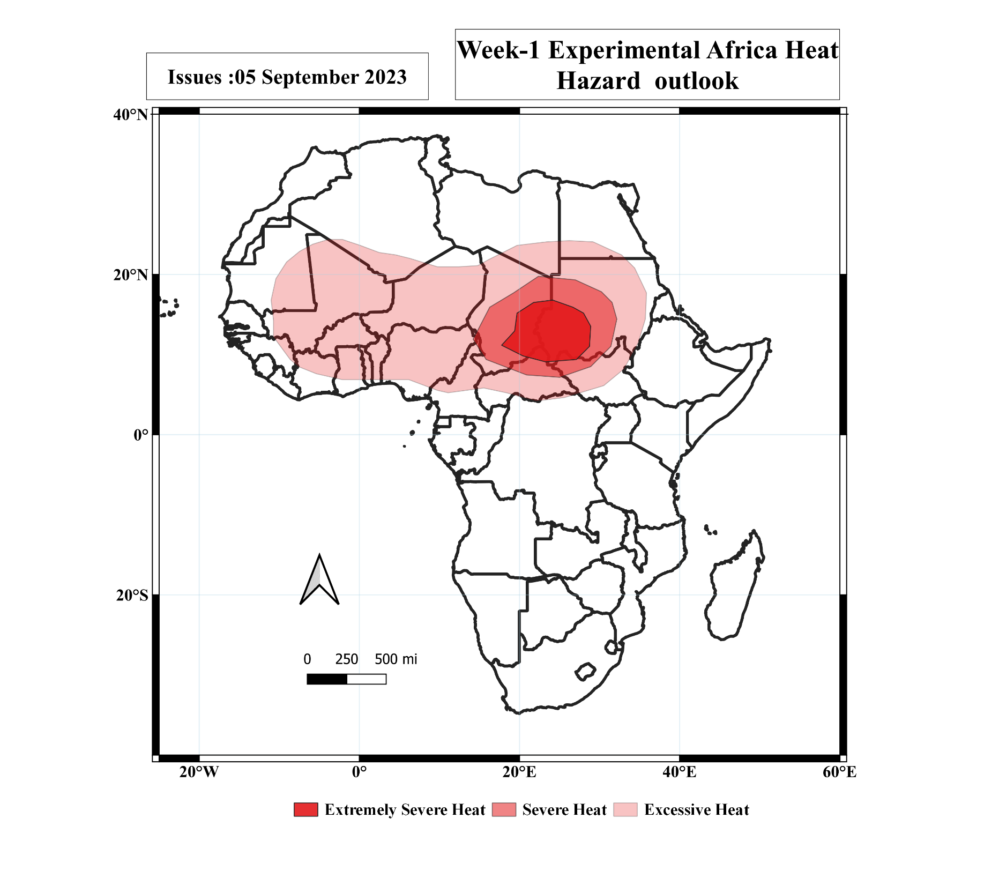 Week-1 Experimental Africa Heat
Hazard outlook
Issues :05 September 2023
40°N
20°N
0°
20°S
0 250 500 mi
20°W 0° 20°E 40°E 60°E
Extremely Severe Heat Severe Heat Excessive Heat